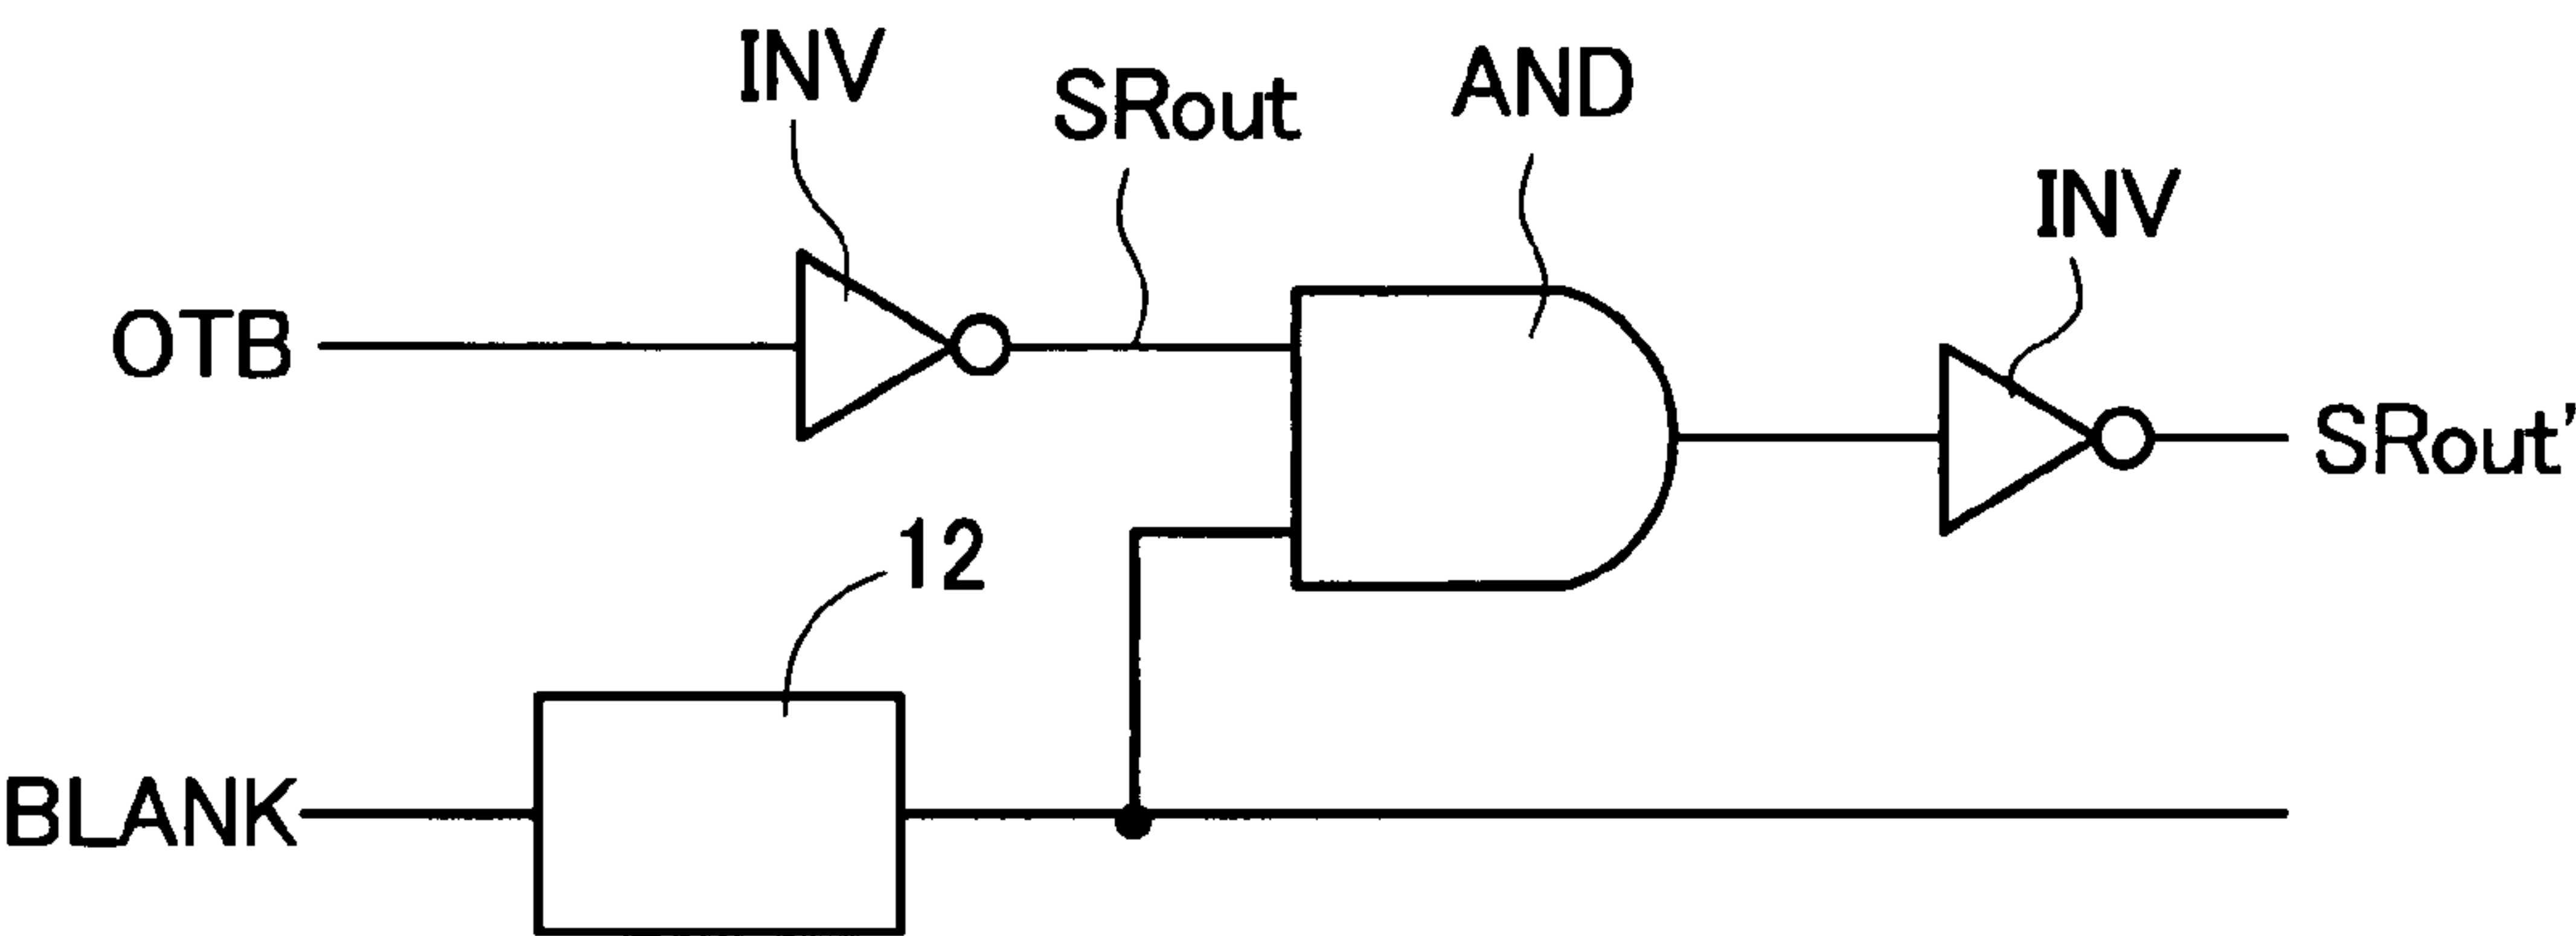 INV
SRout
AND
INV
OTB
SRout'
12
BLANK